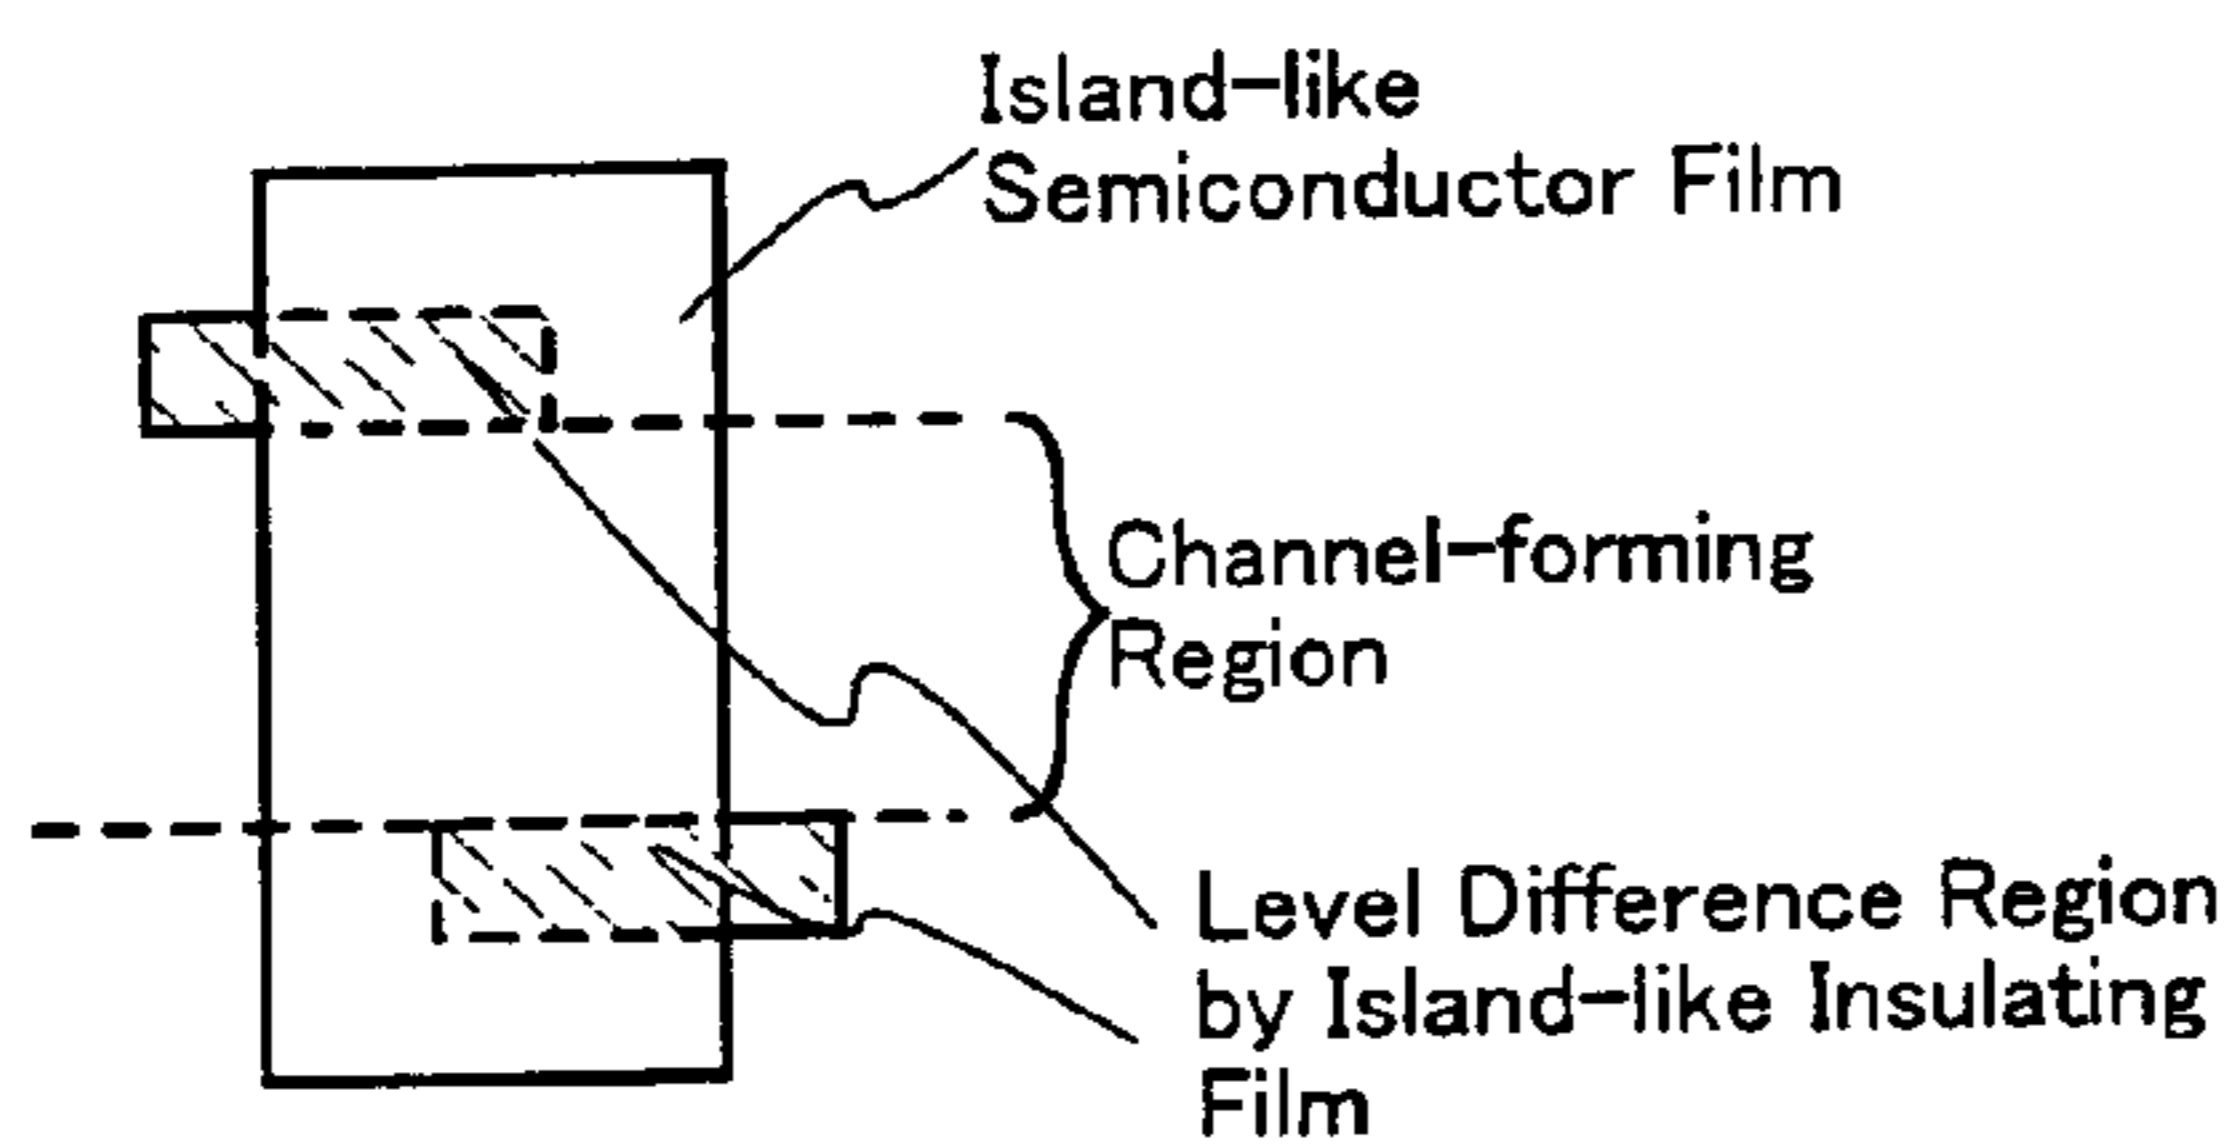 Island-like
Semiconductor Film
Channel-forming
Region
Level Difference Region
by Island-like Insulating
Film